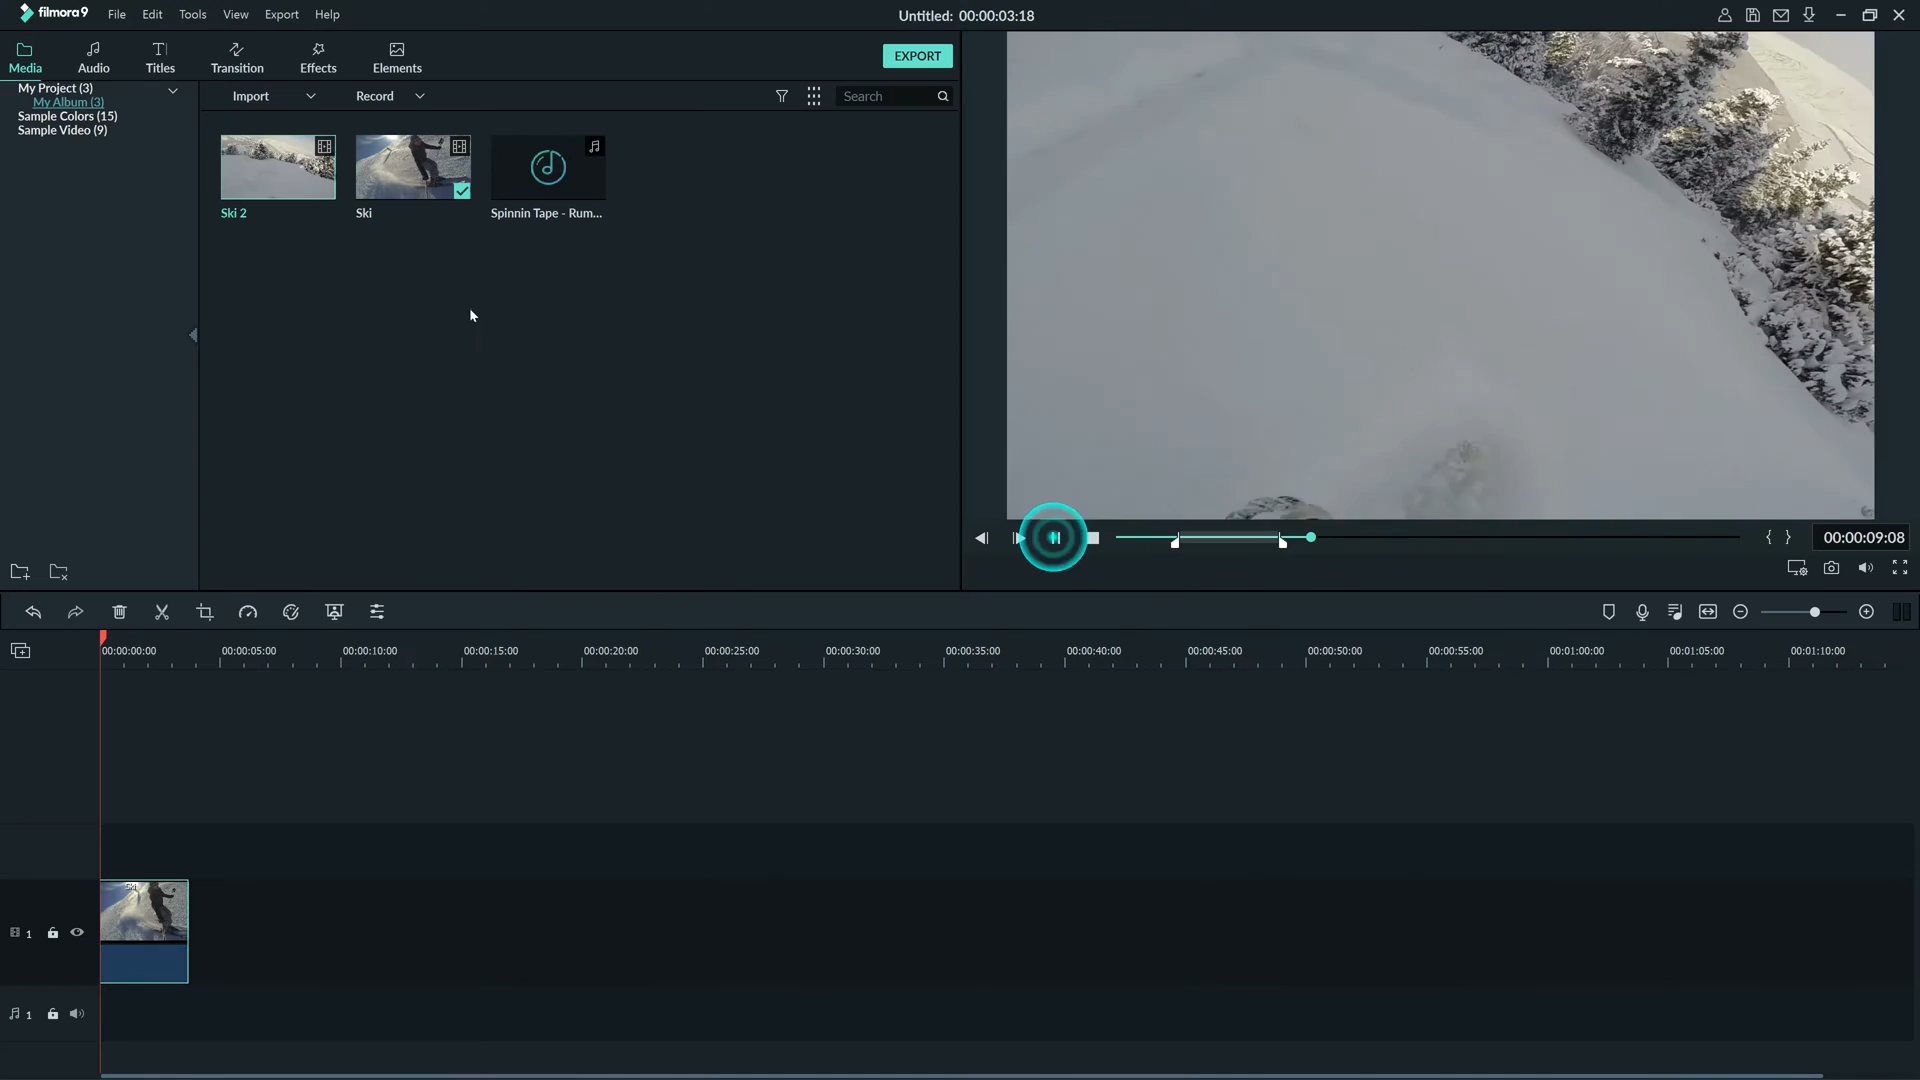 filmora9 File Edit Tools View Export Help Untitled: 00:00:03:18
Media Audio Titles Transition Effects Elements EXPORT
My Project (3)
My Album (3)
Sample Colors (15)
Sample Video (9)
Import Record Search
Ski 2 Ski Spinnin Tape - Rum...
{ } 00:00:09:08
00:00:00:00 00:00:05:00 00:00:10:00 00:00:15:00 00:00:20:00 00:00:25:00 00:00:30:00 00:00:35:00 00:00:40:00 00:00:45:00 00:00:50:00 00:00:55:00 00:01:00:00 00:01:05:00 00:01:10:00
Ski
1
1